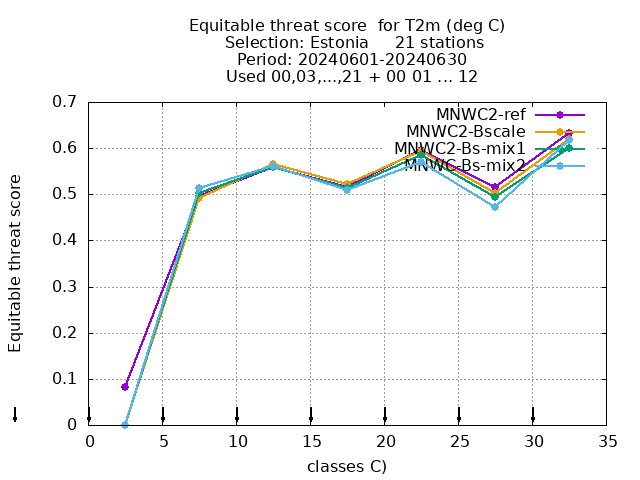 Equitable threat score  for T2m (deg C)
Selection: Estonia     21 stations
Period: 20240601-20240630
Used 00,03,...,21 + 00 01 ... 12
Equitable threat score
0.7
0.6
0.5
0.4
0.3
0.2
0.1
0
MNWC2-ref
MNWC2-Bscale
MNWC2-Bs-mix1
MNWC-Bs-mix2
0 5 10 15 20 25 30 35
classes C)